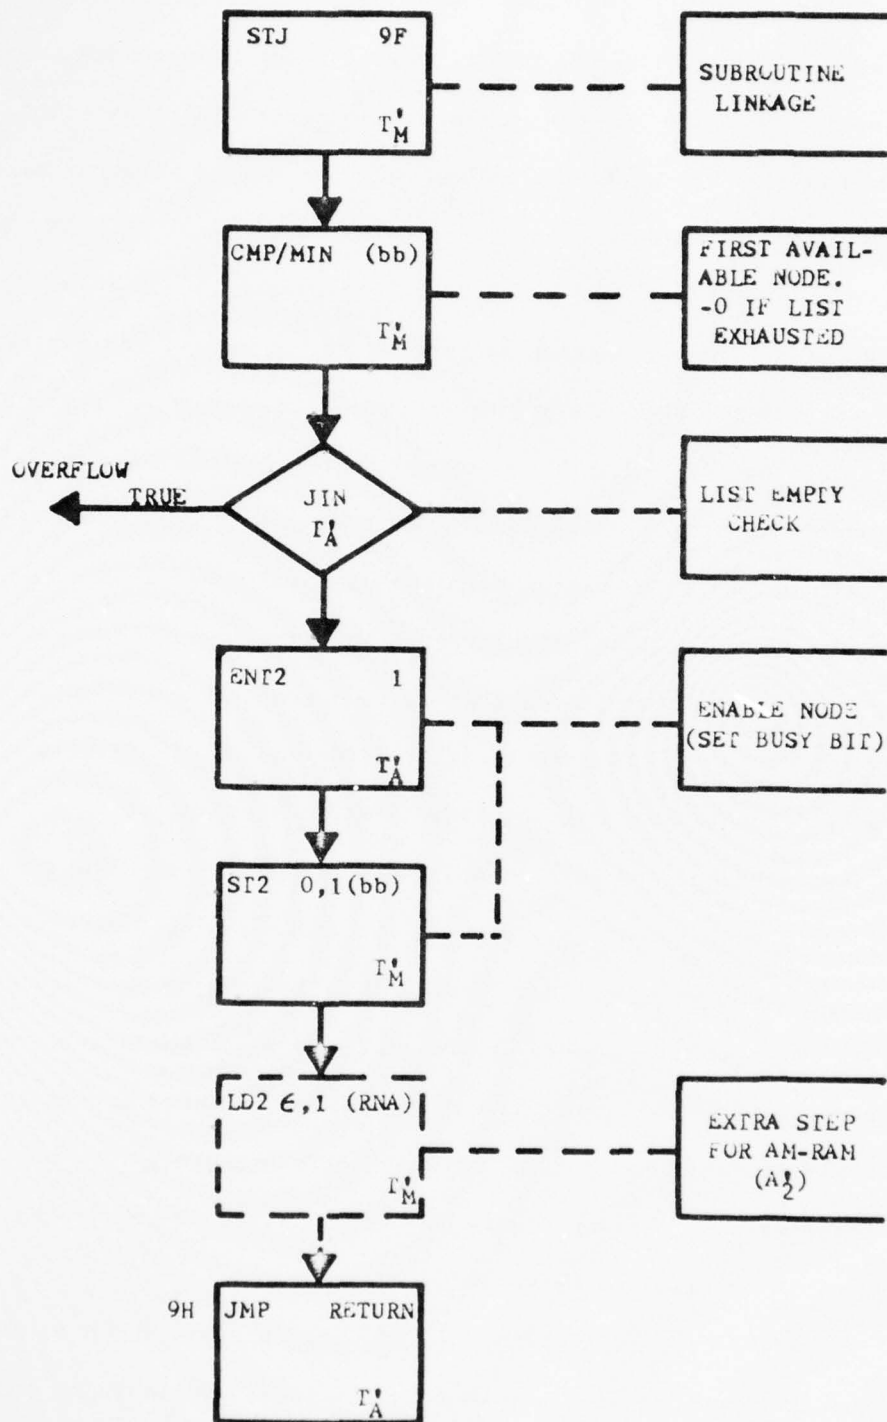 STJ 9F
T'M
SUBROUTINE
LINKAGE
CMP/MIN (bb)
T'M
FIRST AVAIL-
ABLE NODE.
-0 IF LIST
EXHAUSTED
OVERFLOW
TRUE
JIN
T'A
LIST EMPTY
CHECK
ENT2 1
T'A
ENABLE NODE
(SET BUSY BIT)
ST2 0,1(bb)
T'M
LD2 ϵ,1 (RNA)
T'M
EXTRA STEP
FOR AM-RAM
(A'2)
9H JMP RETURN
T'A